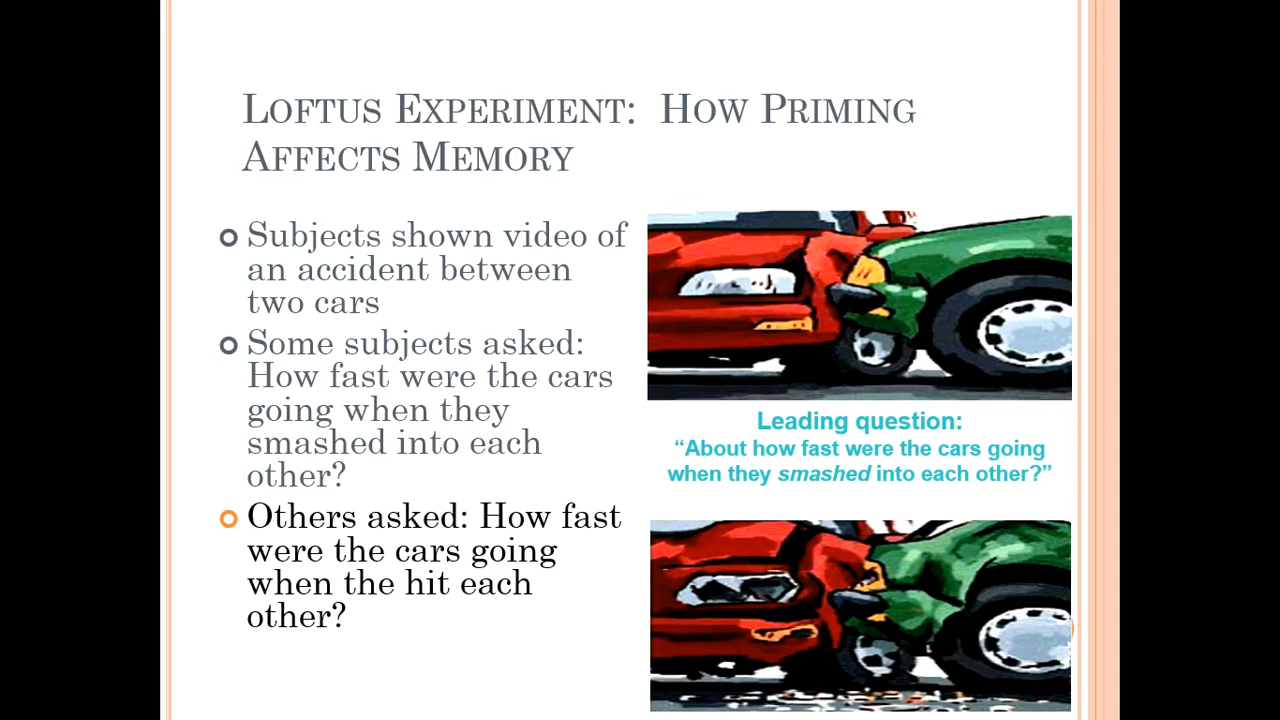 Loftus Experiment: How Priming
Affects Memory
Subjects shown video of
an accident between
two cars
Some subjects asked:
How fast were the cars
going when they
smashed into each
other?
Others asked: How fast
were the cars going
when the hit each
other?
Leading question:
“About how fast were the cars going
when they smashed into each other?”